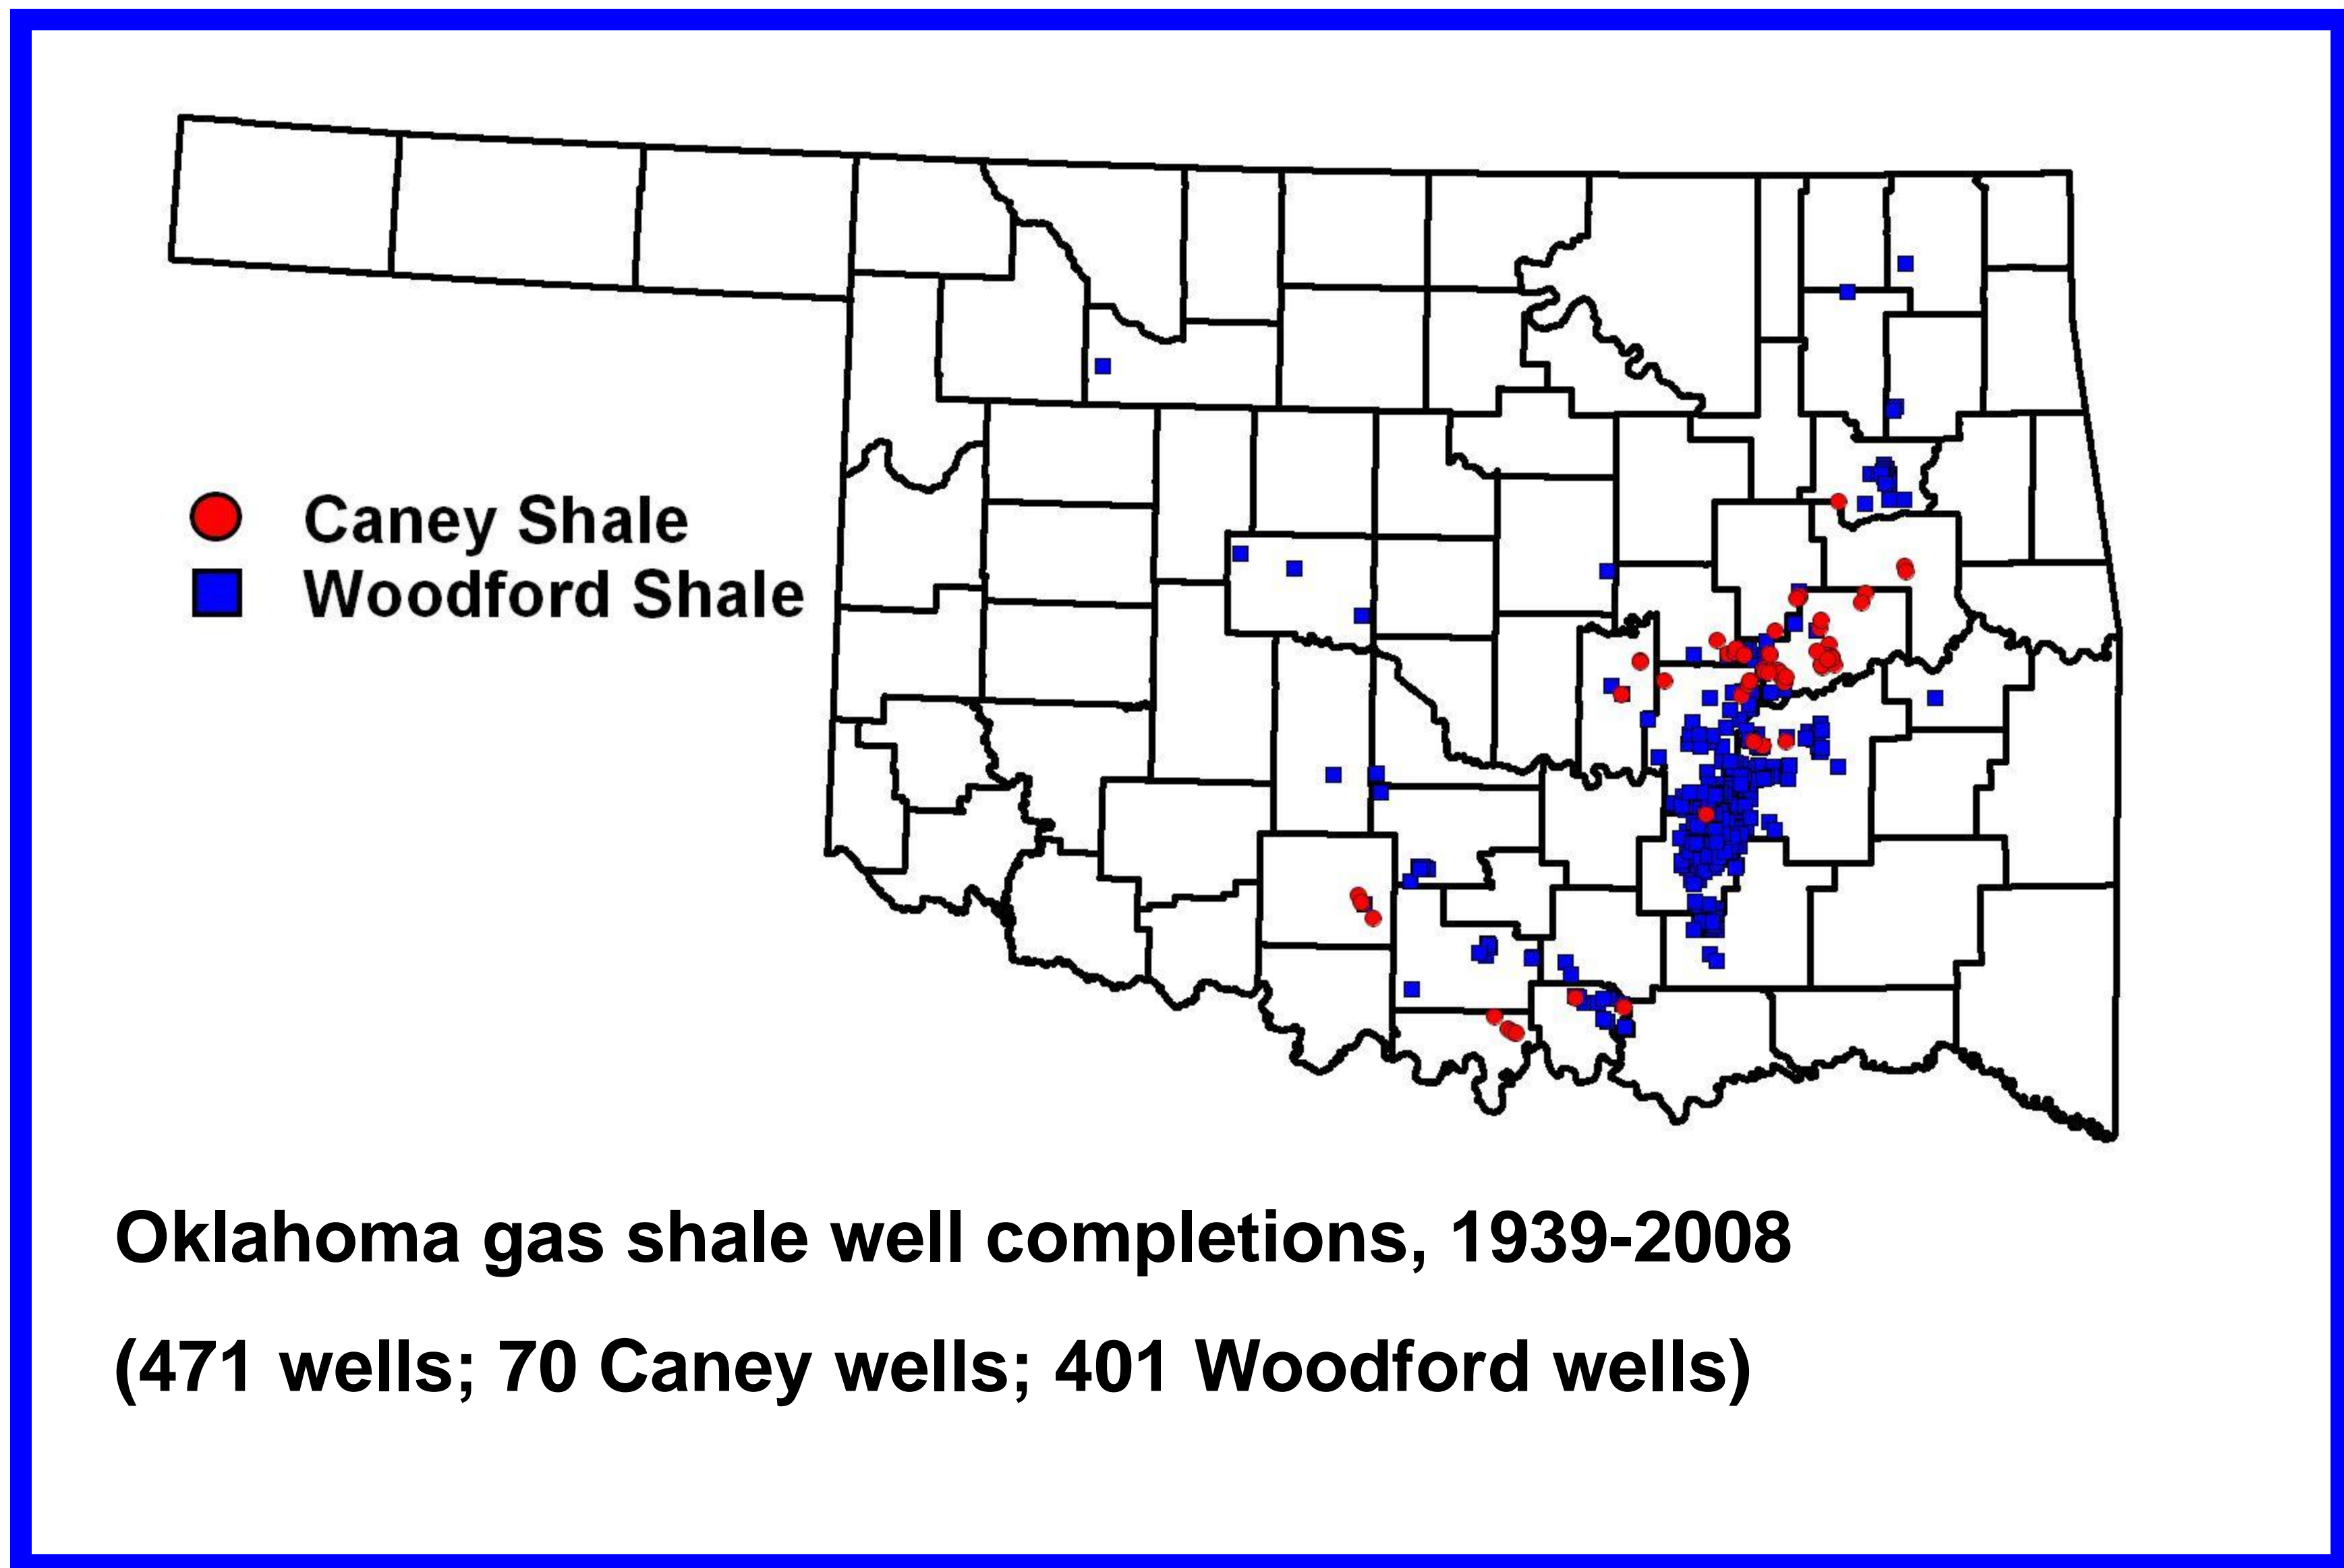 Caney Shale
Woodford Shale
Oklahoma gas shale well completions, 1939-2008
(471 wells; 70 Caney wells; 401 Woodford wells)